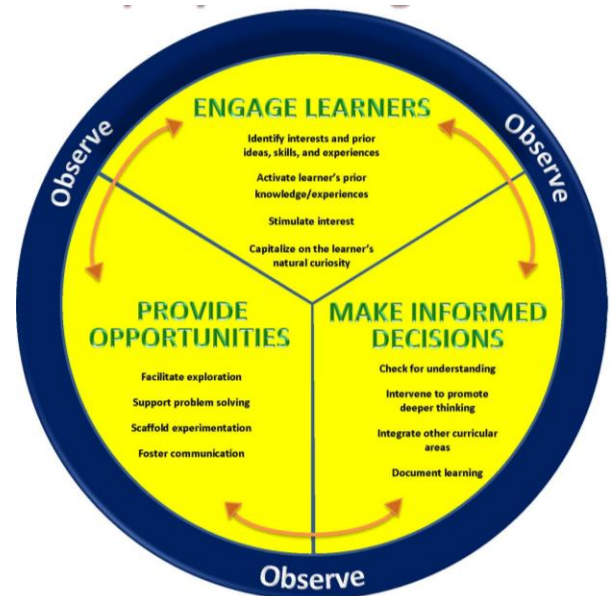 ENGAGE LEARNERS
Identify interests and prior
ideas, skills, and experiences
Activate learner's prior
knowledge/experiences
Stimulate interest
Capitalize on the learner's
natural curiosity
Observe
Observe
PROVIDE
OPPORTUNITIES
Facilitate exploration
Support problem solving
Scaffold experimentation
Foster communication
MAKE INFORMED
DECISIONS
Check for understanding
Intervene to promote
deeper thinking
Integrate other curricular
areas
Document learning
Observe